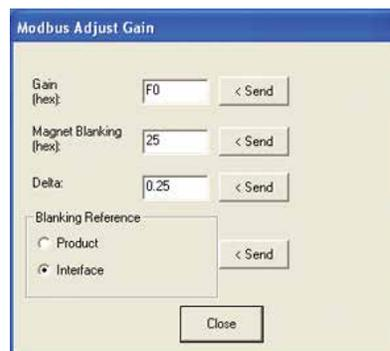 Modbus Adjust Gain
Gain (hex): F0 < Send
Magnet Blanking (hex): 25 < Send
Delta: 0.25 < Send
Blanking Reference
Product
Interface
< Send
Close